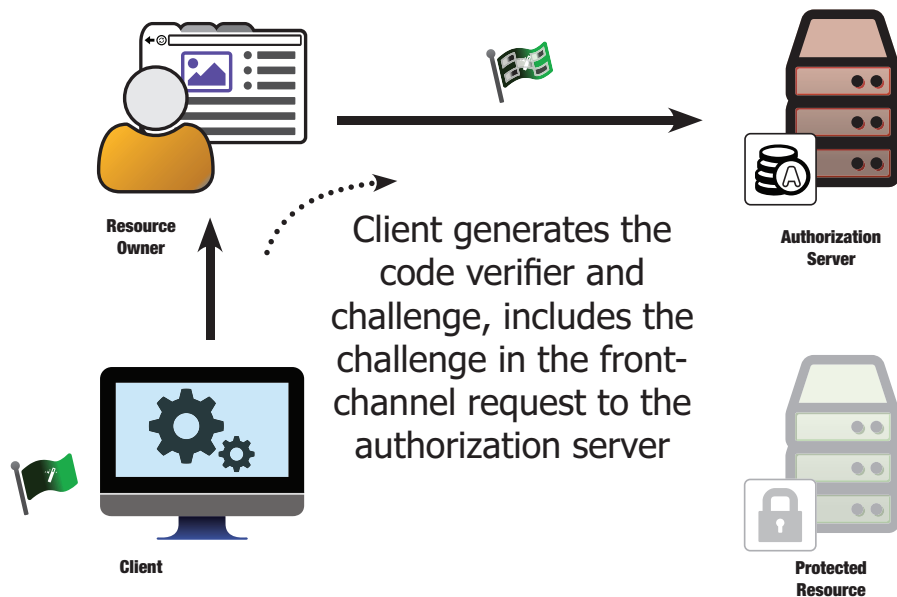 Resource
Owner
Authorization
Server
Client generates the
code verifier and
challenge, includes the
challenge in the front-
channel request to the
authorization server
Client
Protected
Resource